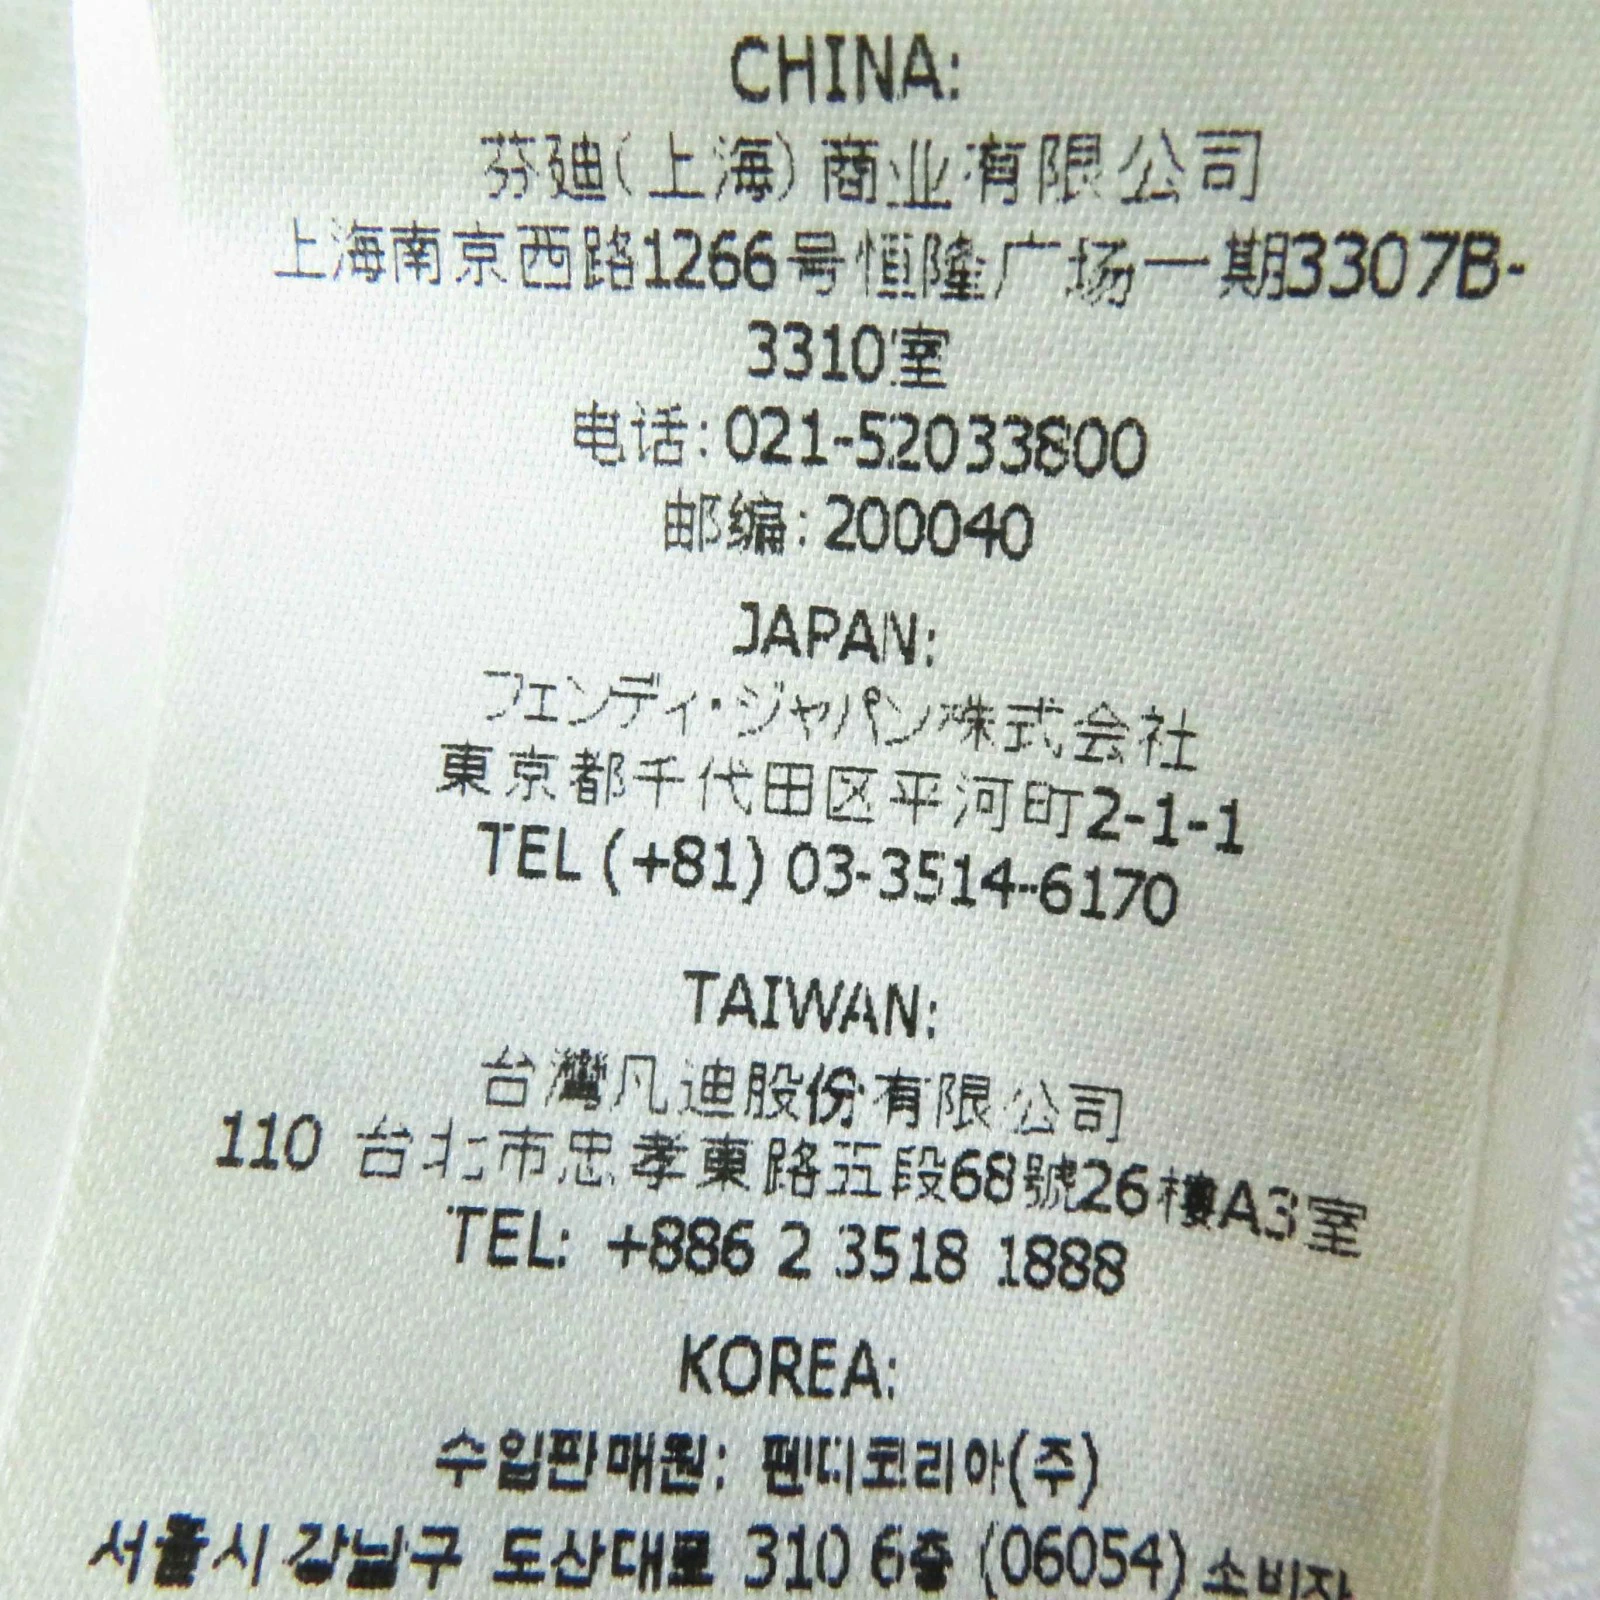 CHINA:
芬迪(上海)商业有限公司
上海南京西路1266号恒隆广场一期3307B-
3310室
电话:021-52033800
邮编:200040
JAPAN:
フェンディ・ジャパン株式会社
東京都千代田区平河町2-1-1
TEL (+81) 03-3514-6170
TAIWAN:
台灣凡迪股份有限公司
110 台北市忠孝東路五段68號26樓A3室
TEL: +886 2 3518 1888
KOREA:
수입판매원: 펜디코리아(주)
서울시 강남구 도산대로 310 6층 (06054) 소비자